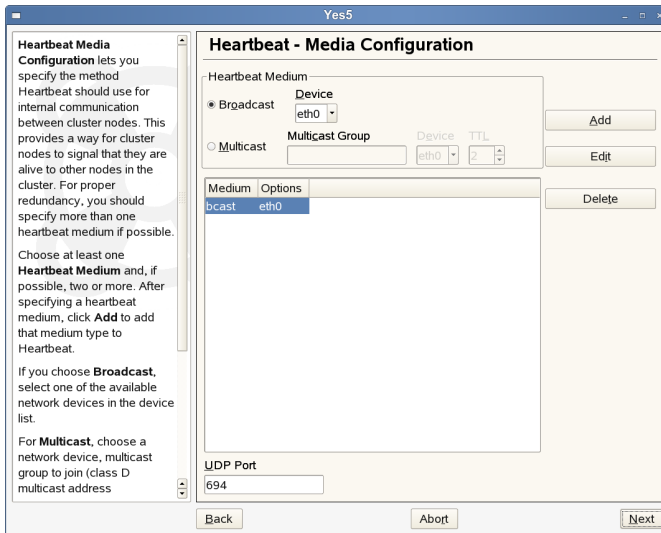 Yes5
Heartbeat Media
Configuration lets you
specify the method
Heartbeat should use for
internal communication
between cluster nodes. This
provides a way for cluster
nodes to signal that they are
alive to other nodes in the
cluster. For proper
redundancy, you should
specify more than one
heartbeat medium if possible.
Choose at least one
Heartbeat Medium and, if
possible, two or more. After
specifying a heartbeat
medium, click Add to add
that medium type to
Heartbeat.
If you choose Broadcast,
select one of the available
network devices in the device
list.
For Multicast, choose a
network device, multicast
group to join (class D
multicast address
Heartbeat - Media Configuration
Heartbeat Medium
Broadcast
Device
eth0
Multicast
Multicast Group
Device
eth0
TTL
2
Add
Edit
Delete
Medium Options
bcast eth0
UDP Port
694
Back
Abort
Next